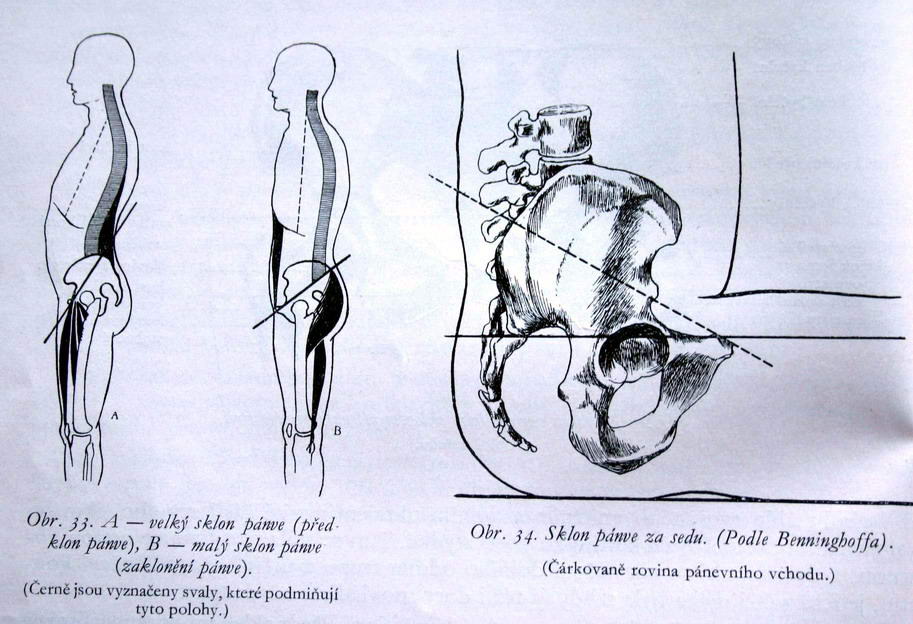 A
B
Obr. 33. A — velký sklon pánve (před-
klon pánve), B — malý sklon pánve
(zaklonění pánve).
(Černě jsou vyznačeny svaly, které podmiňují
tyto polohy.)
Obr. 34. Sklon pánve za sedu. (Podle Benninghoffa).
(Čárkovaně rovina pánevního vchodu.)